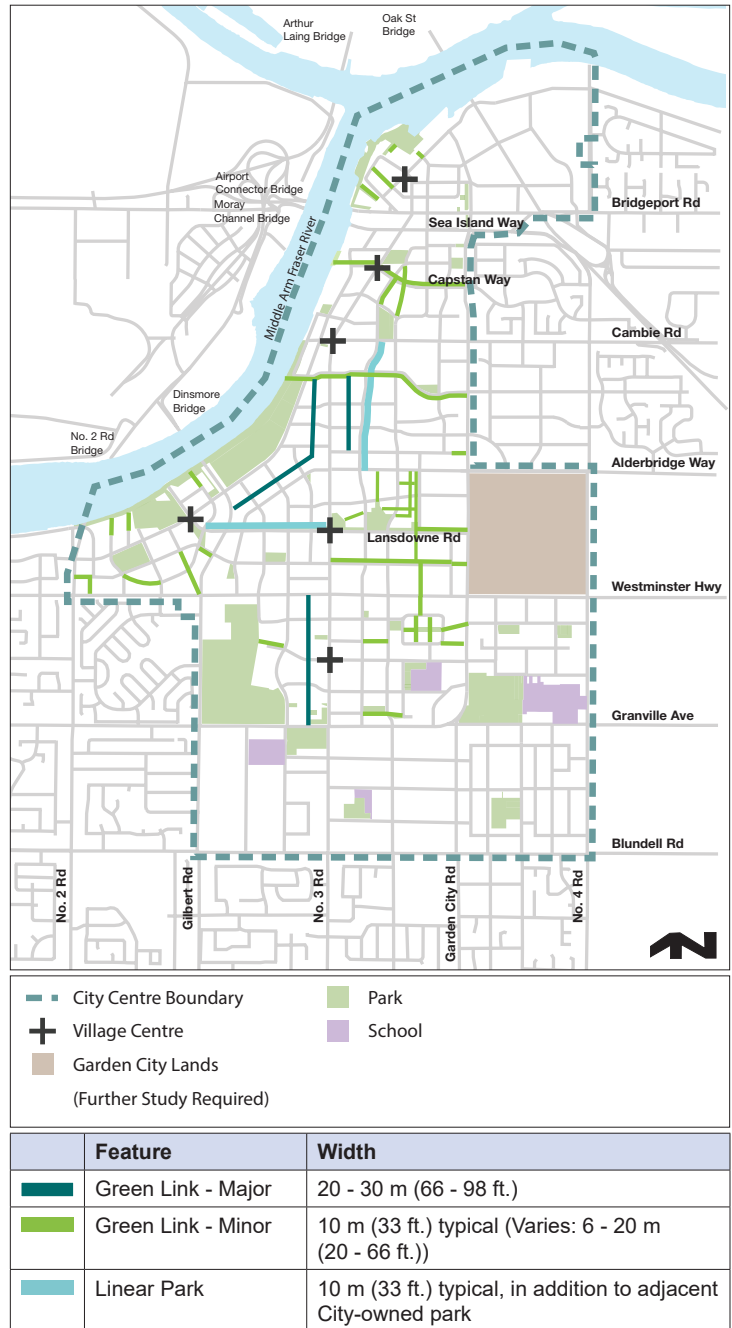 Arthur
Laing Bridge
Oak St
Bridge
Airport
Connector Bridge
Moray
Channel Bridge
Bridgeport Rd
Sea Island Way
Middle Arm Fraser River
Capstan Way
Cambie Rd
Dinsmore
Bridge
No. 2 Rd
Bridge
Alderbridge Way
Lansdowne Rd
Westminster Hwy
Granville Ave
Blundell Rd
No. 2 Rd
Gilbert Rd
No. 3 Rd
Garden City Rd
No. 4 Rd
N
City Centre Boundary
Village Centre
Garden City Lands
(Further Study Required)
Park
School
Feature Width
Green Link - Major 20 - 30 m (66 - 98 ft.)
Green Link - Minor 10 m (33 ft.) typical (Varies: 6 - 20 m
(20 - 66 ft.))
Linear Park 10 m (33 ft.) typical, in addition to adjacent
City-owned park